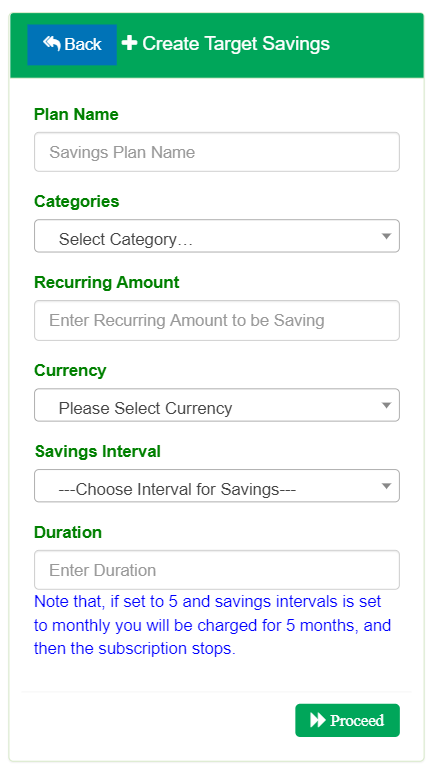 Back Create Target Savings
Plan Name
Savings Plan Name
Categories
Select Category...
Recurring Amount
Enter Recurring Amount to be Saving
Currency
Please Select Currency
Savings Interval
---Choose Interval for Savings---
Duration
Enter Duration
Note that, if set to 5 and savings intervals is set
to monthly you will be charged for 5 months, and
then the subscription stops.
Proceed